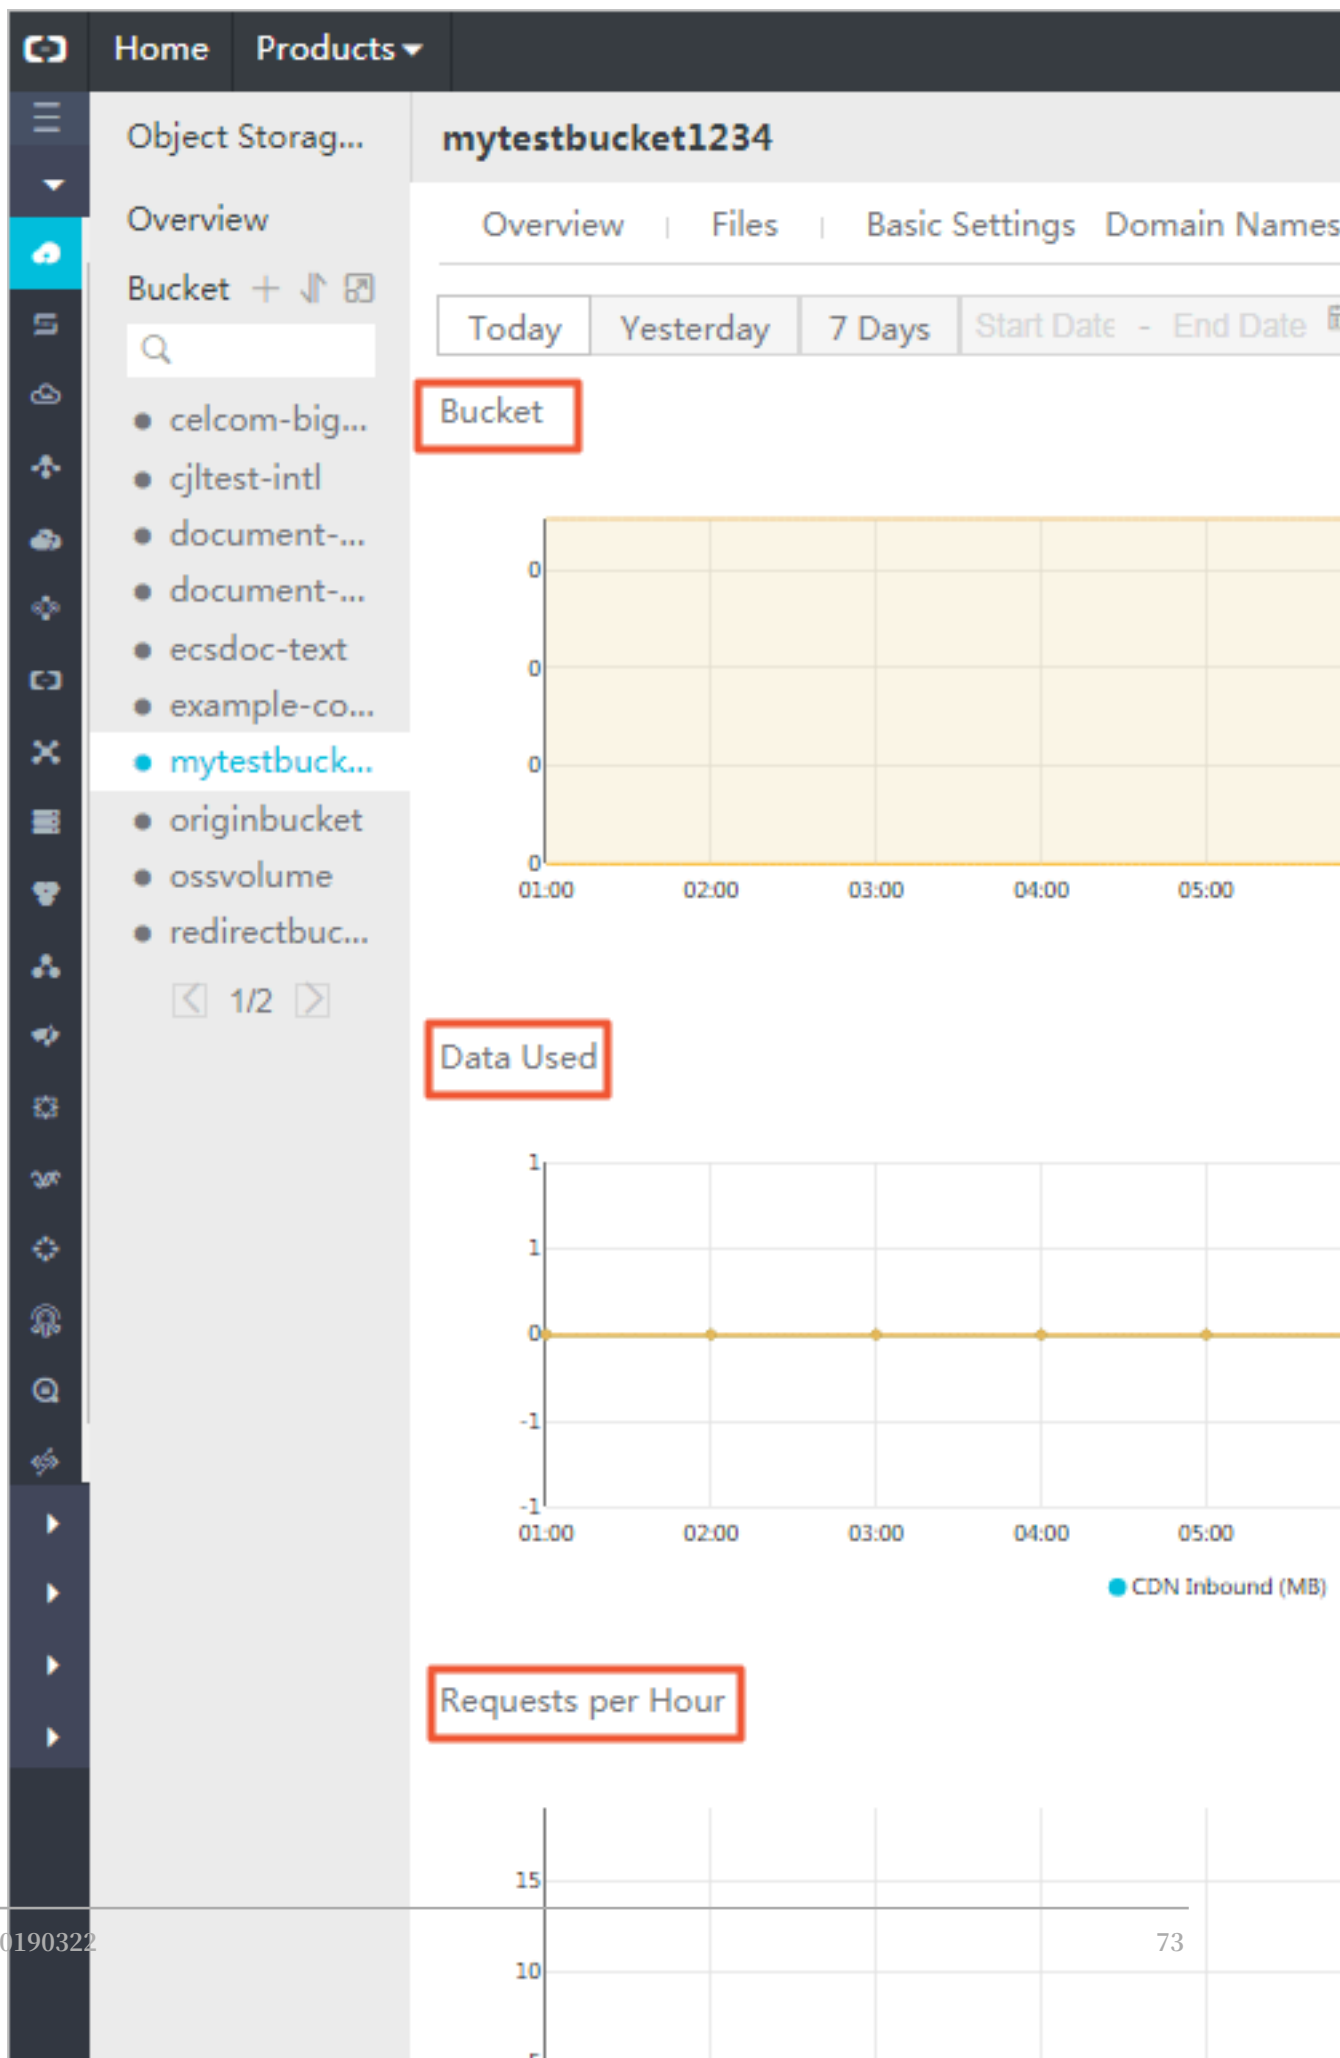 Home Products
Object Storag...
Overview
Bucket
celcom-big...
cjltest-intl
document-...
document-...
ecsdoc-text
example-co...
mytestbuck...
originbucket
ossvolume
redirectbuc...
1/2
mytestbucket1234
Overview | Files | Basic Settings Domain Names
Today Yesterday 7 Days Start Date - End Date
Bucket
0
0
0
0
01:00 02:00 03:00 04:00 05:00
Data Used
1
1
0
-1
-1
01:00 02:00 03:00 04:00 05:00
CDN Inbound (MB)
Requests per Hour
15
10
0190322
73